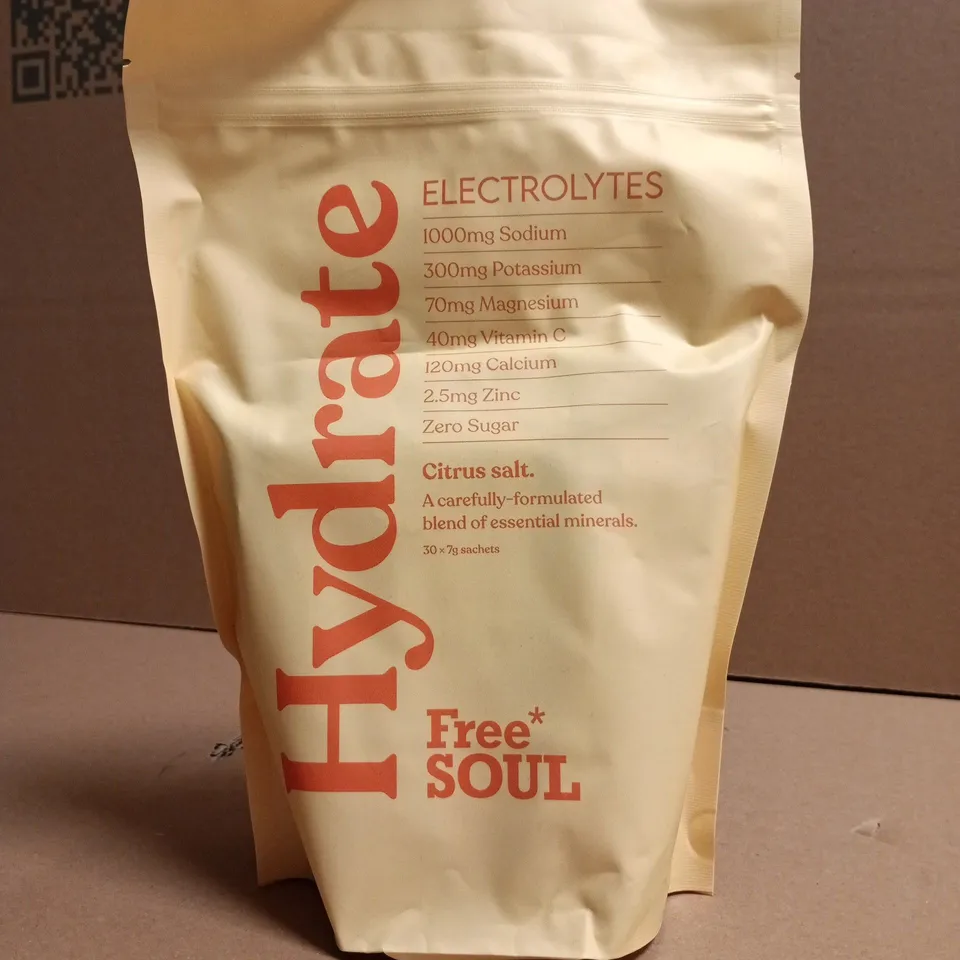 Hydrate
ELECTROLYTES
1000mg Sodium
300mg Potassium
70mg Magnesium
40mg Vitamin C
120mg Calcium
2.5mg Zinc
Zero Sugar
Citrus salt.
A carefully-formulated
blend of essential minerals.
30 × 7g sachets
Free*
SOUL